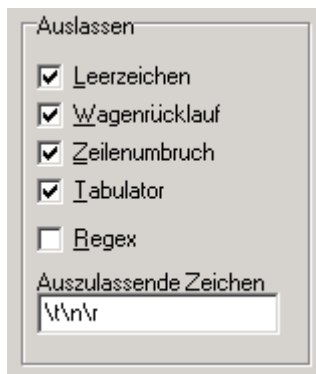 Auslassen
Leerzeichen
Wagenrücklauf
Zeilenumbruch
Tabulator
Regex
Auszulassende Zeichen
\t\n\r